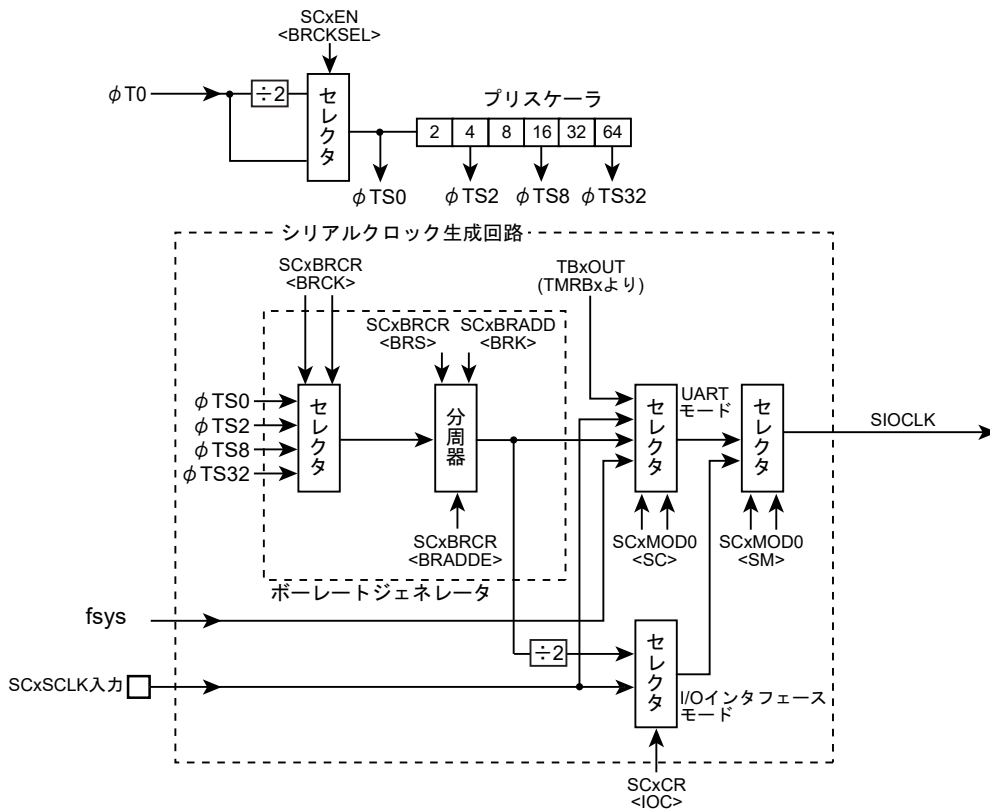 SCxEN
<BRCKSEL>
φT0
÷2
セレクタ
プリスケーラ
2 4 8 16 32 64
φTS0 φTS2 φTS8 φTS32
シリアルクロック生成回路
SCxBRCR
<BRCK>
TBxOUT
(TMRBxより)
SCxBRCR
<BRS>
SCxBRADD
<BRK>
φTS0
φTS2
φTS8
φTS32
セレクタ
分周器
セレクタ
UART
モード
セレクタ
SIOCLK
SCxBRCR
<BRADDE>
SCxMOD0
<SC>
SCxMOD0
<SM>
ボーレートジェネレータ
fsys
÷2
セレクタ
SCxSCLK入力
I/Oインタフェース
モード
SCxCR
<IOC>